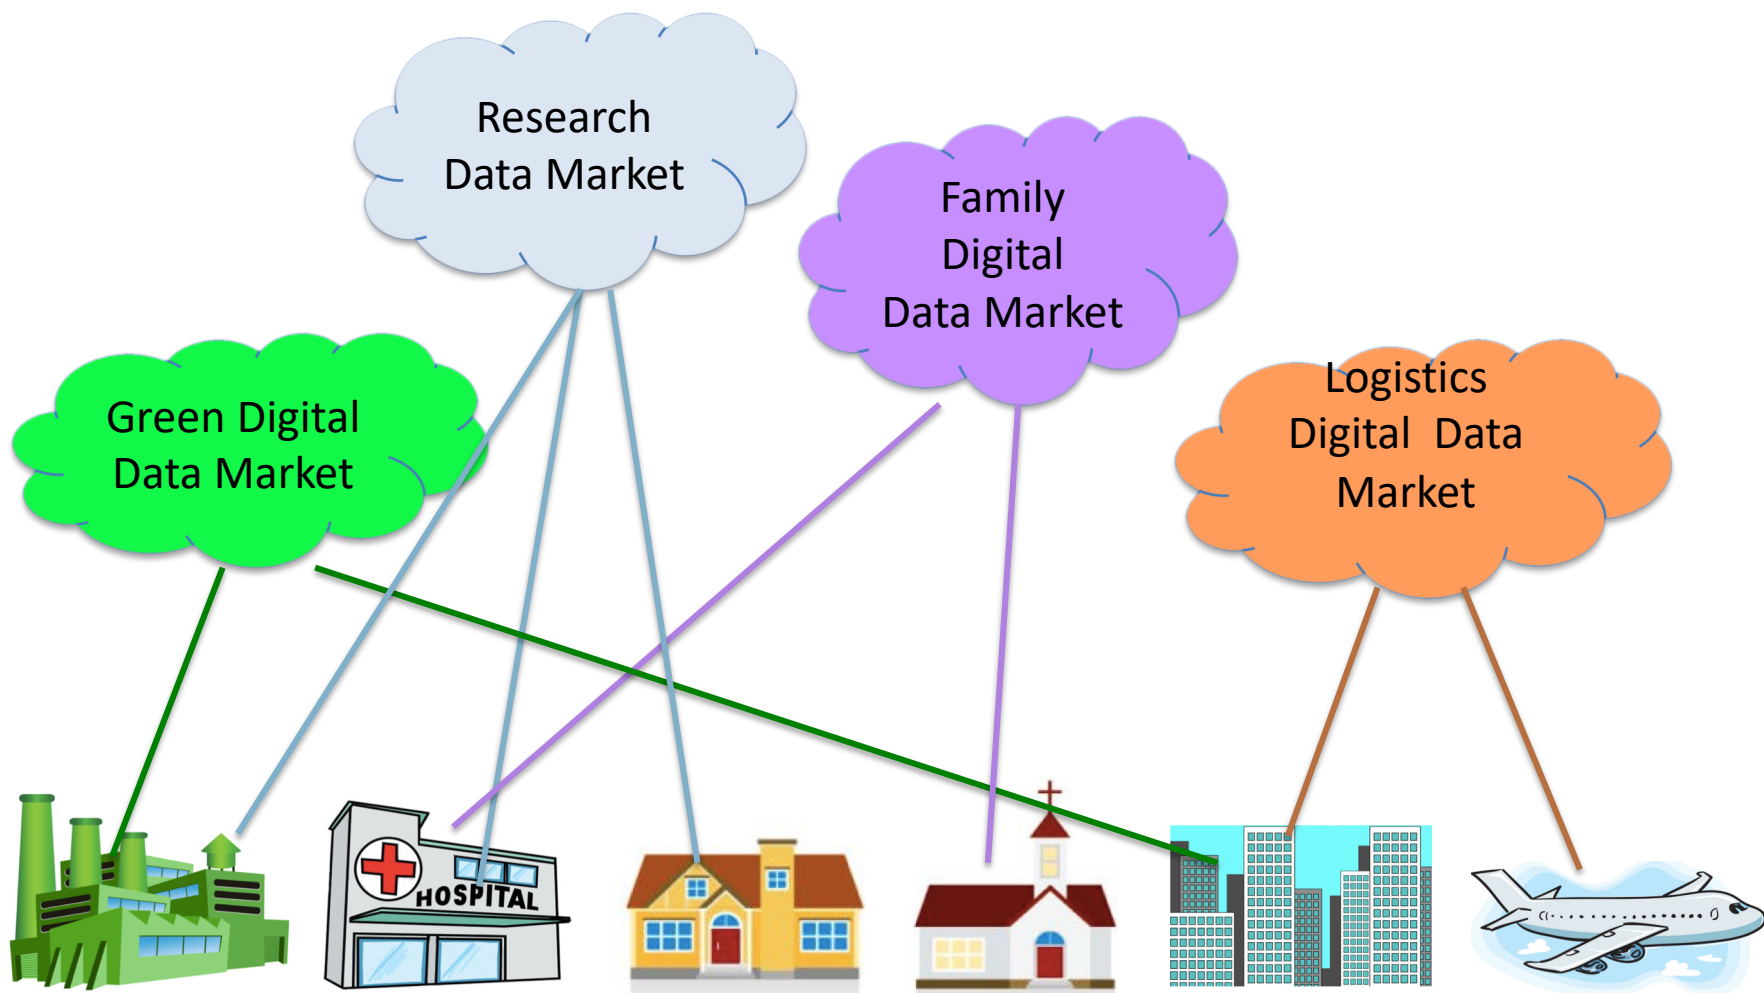 Research
Data Market
Family
Digital
Data Market
Green Digital
Data Market
Logistics
Digital  Data
Market
HOSPITAL